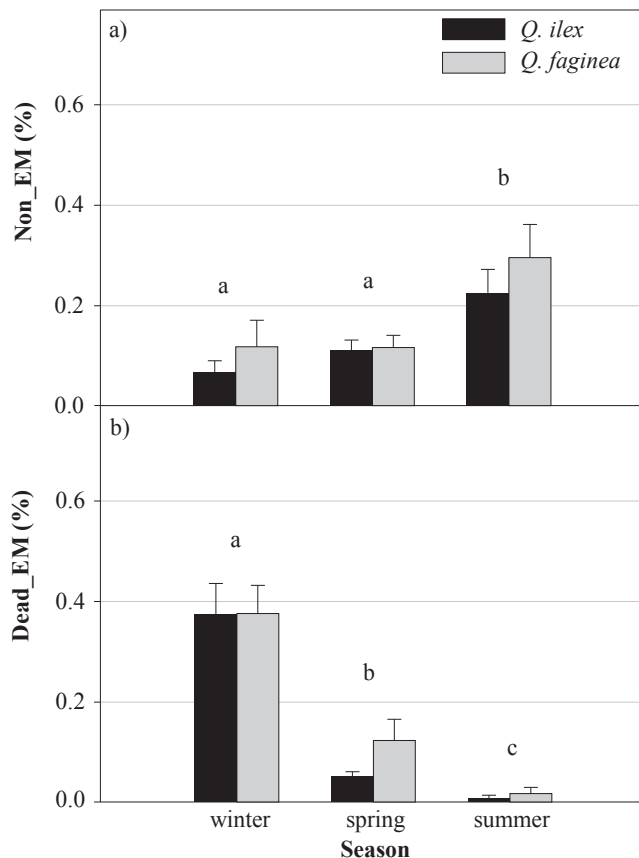 a)
Q. ilex
Q. faginea
0.6
0.4
0.2
0.0
Non_EM (%)
a
a
b
b)
0.6
0.4
0.2
0.0
Dead_EM (%)
a
b
c
winter spring summer
Season